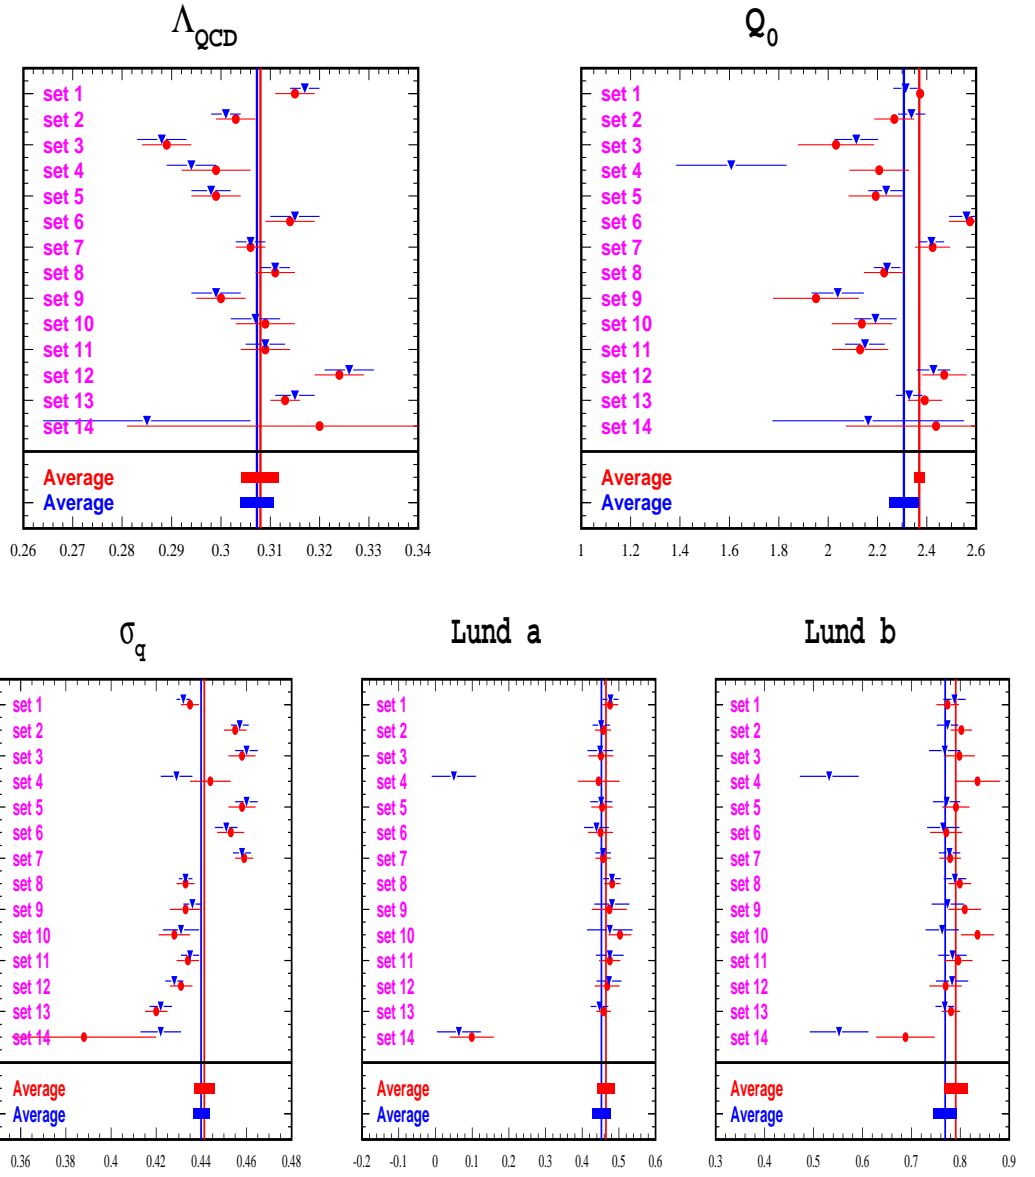 Λ_QCD
set 1
set 2
set 3
set 4
set 5
set 6
set 7
set 8
set 9
set 10
set 11
set 12
set 13
set 14
Average
Average
0.26 0.27 0.28 0.29 0.3 0.31 0.32 0.33 0.34
Q_0
set 1
set 2
set 3
set 4
set 5
set 6
set 7
set 8
set 9
set 10
set 11
set 12
set 13
set 14
Average
Average
1 1.2 1.4 1.6 1.8 2 2.2 2.4 2.6
σ_q
set 1
set 2
set 3
set 4
set 5
set 6
set 7
set 8
set 9
set 10
set 11
set 12
set 13
set 14
Average
Average
0.36 0.38 0.4 0.42 0.44 0.46 0.48
Lund a
set 1
set 2
set 3
set 4
set 5
set 6
set 7
set 8
set 9
set 10
set 11
set 12
set 13
set 14
Average
Average
-0.2 -0.1 0 0.1 0.2 0.3 0.4 0.5 0.6
Lund b
set 1
set 2
set 3
set 4
set 5
set 6
set 7
set 8
set 9
set 10
set 11
set 12
set 13
set 14
Average
Average
0.3 0.4 0.5 0.6 0.7 0.8 0.9